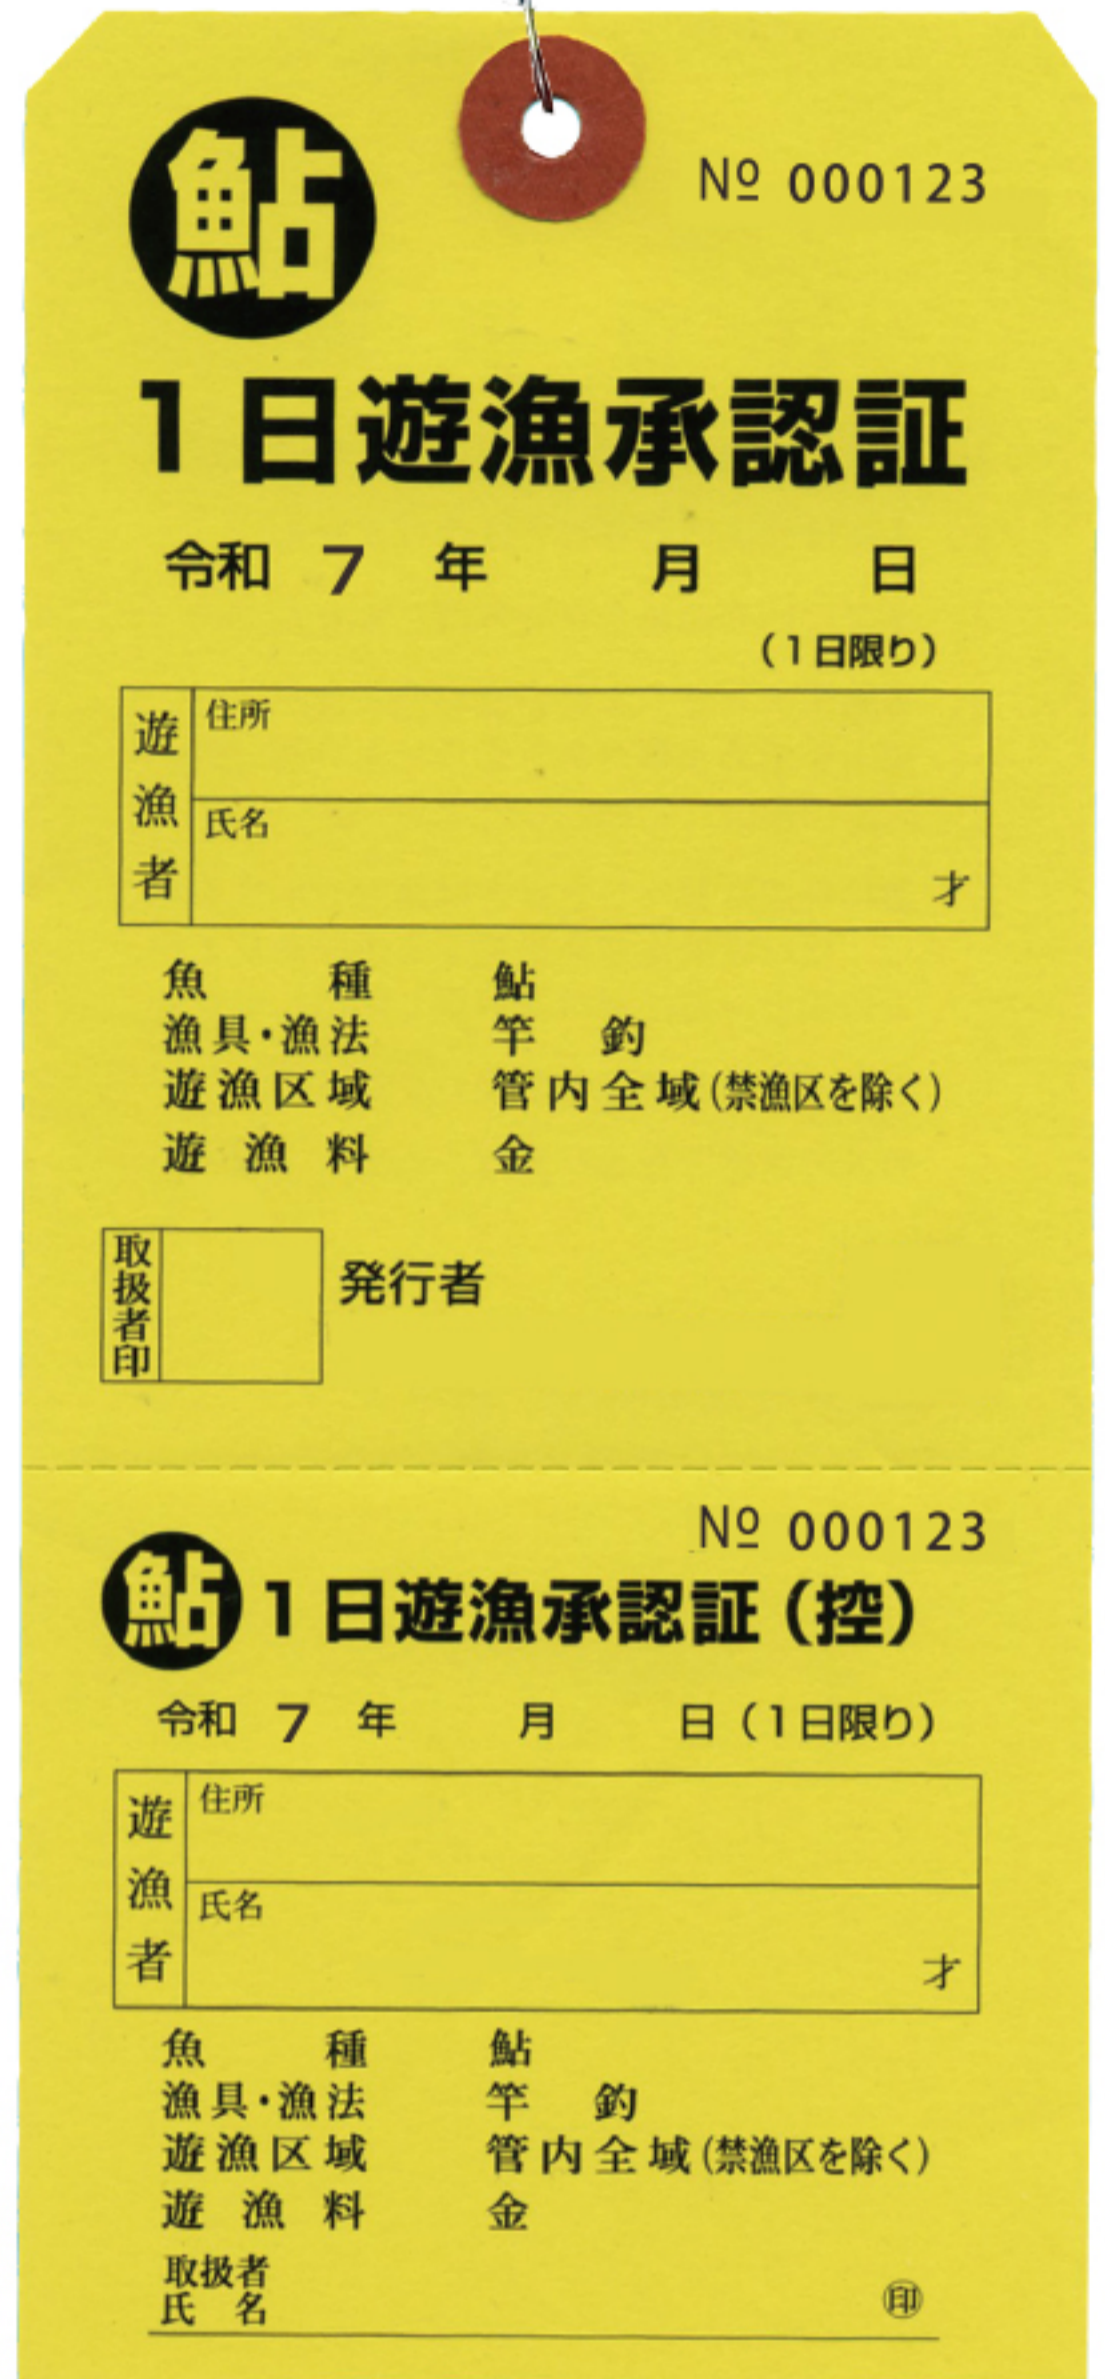 鮎
№ 000123
1日遊漁承認証
令和 7 年 月 日
(1日限り)
遊漁者
住所
氏名
才
魚種 鮎
漁具・漁法 竿釣
遊漁区域 管内全域(禁漁区を除く)
遊漁料 金
取扱者印
発行者
№ 000123
鮎 1日遊漁承認証(控)
令和 7 年 月 日(1日限り)
遊漁者
住所
氏名
才
魚種 鮎
漁具・漁法 竿釣
遊漁区域 管内全域(禁漁区を除く)
遊漁料 金
取扱者
氏名 ㊞